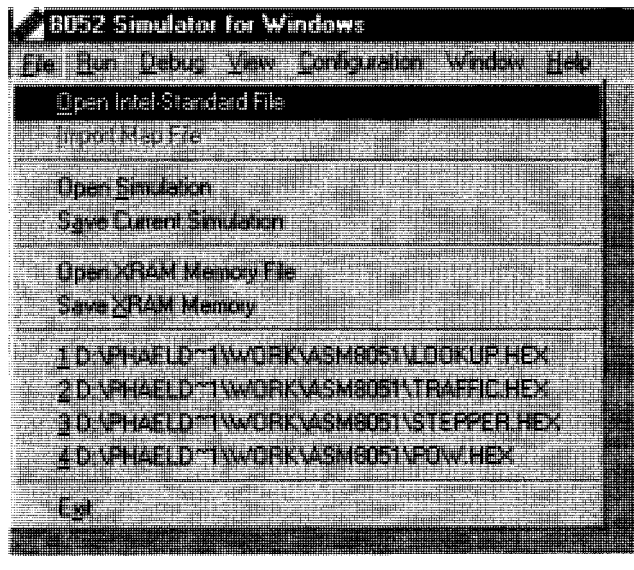 8052 Simulator for Windows
File Run Debug View Configuration Window Help
Open Intel-Standard File
Import Map File
Open Simulation
Save Current Simulation
Open XRAM Memory File
Save XRAM Memory
1 D:\PHAELD~1\WORK\ASM8051\LOOKUP.HEX
2 D:\PHAELD~1\WORK\ASM8051\TRAFFIC.HEX
3 D:\PHAELD~1\WORK\ASM8051\STEPPER.HEX
4 D:\PHAELD~1\WORK\ASM8051\POW.HEX
Exit